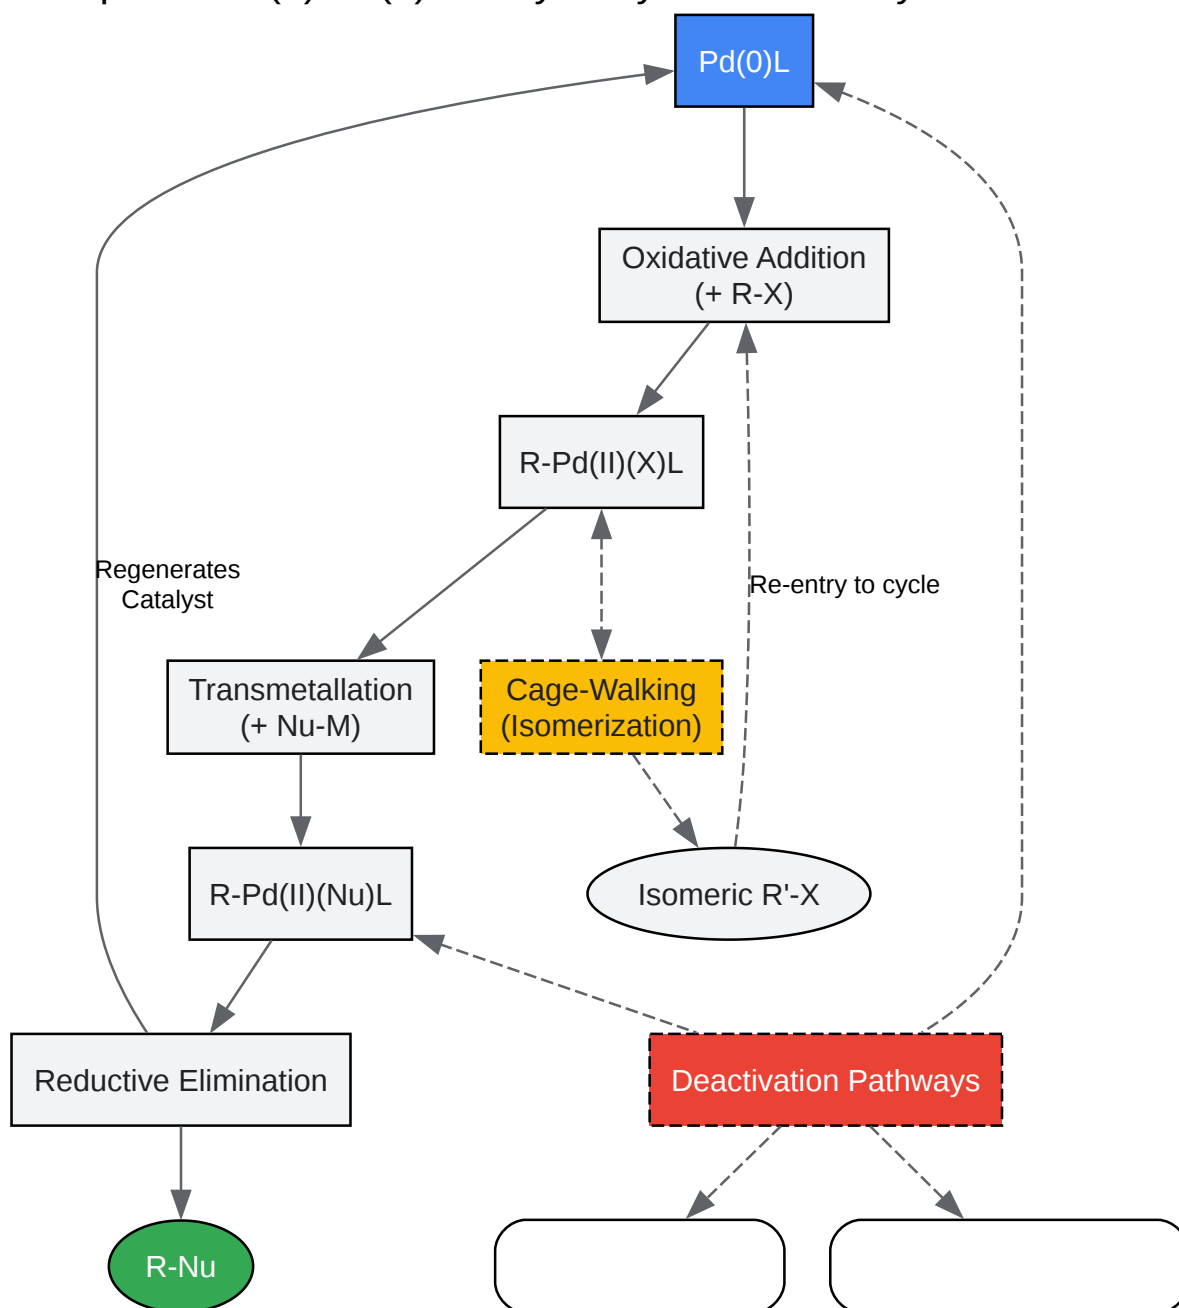 Pd(0)L
Oxidative Addition
(+ R-X)
R-Pd(II)(X)L
Regenerates
Catalyst
Re-entry to cycle
Transmetallation
(+ Nu-M)
Cage-Walking
(Isomerization)
R-Pd(II)(Nu)L
Isomeric R'-X
Reductive Elimination
Deactivation Pathways
R-Nu